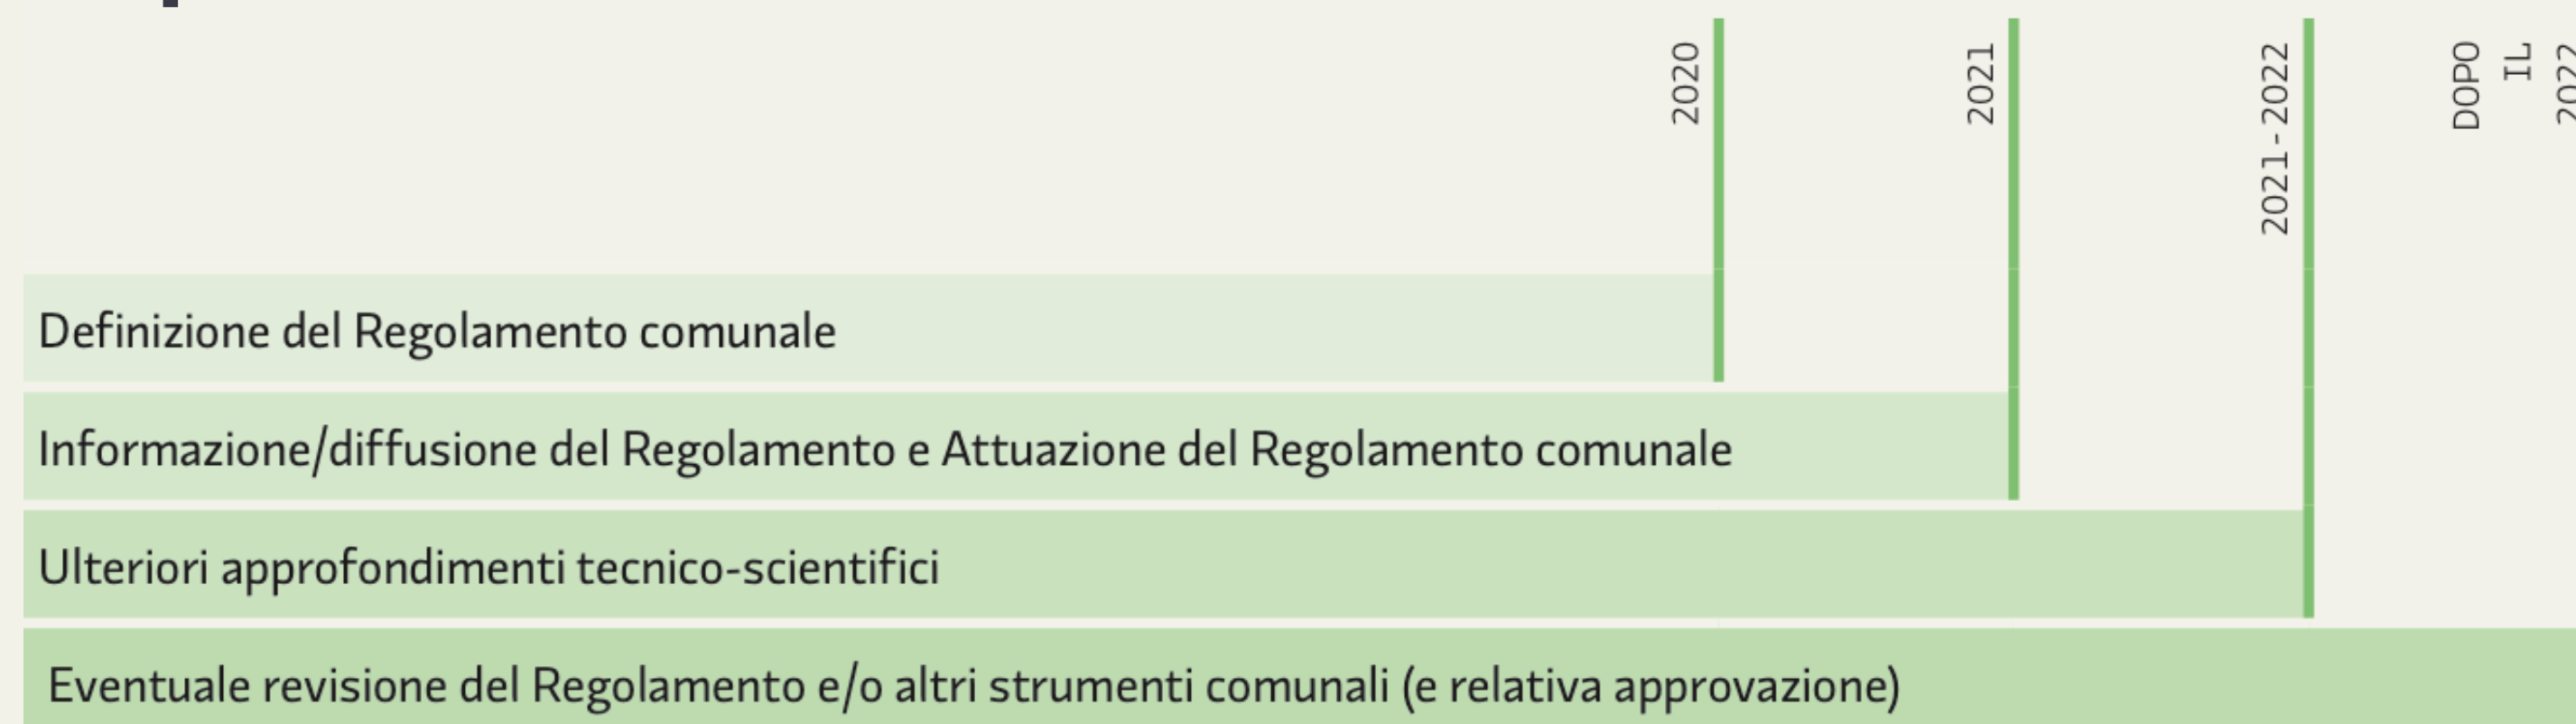 2020
2021
2021-2022
DOPO
IL
2022
Definizione del Regolamento comunale
Informazione/diffusione del Regolamento e Attuazione del Regolamento comunale
Ulteriori approfondimenti tecnico-scientifici
Eventuale revisione del Regolamento e/o altri strumenti comunali (e relativa approvazione)